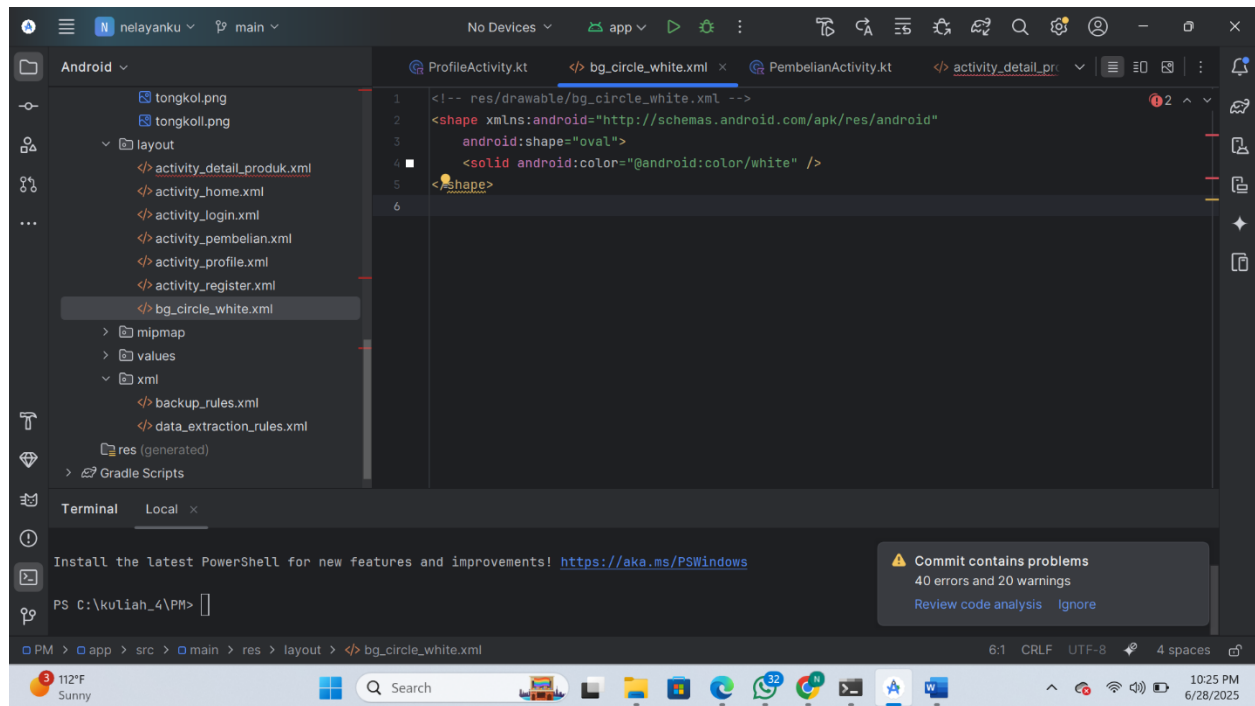 N nelayanku main No Devices app
Android
ProfileActivity.kt bg_circle_white.xml PembelianActivity.kt activity_detail_pro
tongkol.png
tongkoll.png
layout
activity_detail_produk.xml
activity_home.xml
activity_login.xml
activity_pembelian.xml
activity_profile.xml
activity_register.xml
bg_circle_white.xml
mipmap
values
xml
backup_rules.xml
data_extraction_rules.xml
res (generated)
Gradle Scripts
1 <!-- res/drawable/bg_circle_white.xml --> 2
2 <shape xmlns:android="http://schemas.android.com/apk/res/android"
3 android:shape="oval">
4 <solid android:color="@android:color/white" />
5 </shape>
6
Terminal Local
Install the latest PowerShell for new features and improvements! https://aka.ms/PSWindows
PS C:\kuliah_4\PM>
Commit contains problems
40 errors and 20 warnings
Review code analysis Ignore
PM > app > src > main > res > layout > bg_circle_white.xml 6:1 CRLF UTF-8 4 spaces
3 112°F
Sunny
Search
32
N
10:25 PM
6/28/2025